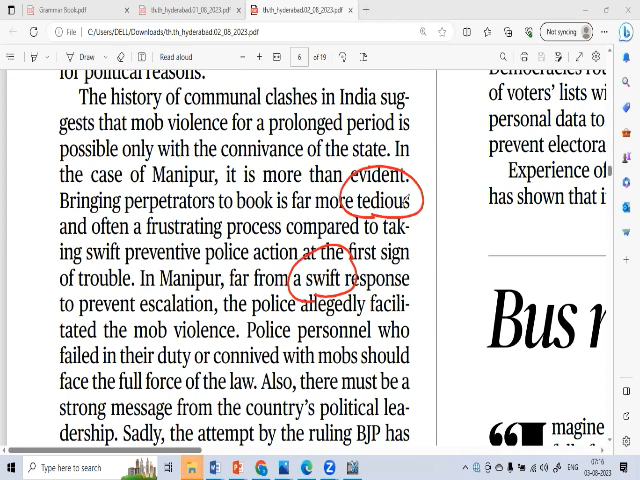 Grammar Book.pdf
th.th_hyderabad.01_08_2023.pdf
th.th_hyderabad.02_08_2023.pdf
File
C:/Users/DELL/Downloads/th.th_hyderabad.02_08_2023.pdf
Not syncing
Draw
Read aloud
6 of 19
for political reasons.
The history of communal clashes in India sug-
gests that mob violence for a prolonged period is
possible only with the connivance of the state. In
the case of Manipur, it is more than evident.
Bringing perpetrators to book is far more tedious
and often a frustrating process compared to tak-
ing swift preventive police action at the first sign
of trouble. In Manipur, far from a swift response
to prevent escalation, the police allegedly facili-
tated the mob violence. Police personnel who
failed in their duty or connived with mobs should
face the full force of the law. Also, there must be a
strong message from the country's political lea-
dership. Sadly, the attempt by the ruling BJP has
of voters' lists wi
personal data to
prevent electora
Experience of
has shown that i
Bus
magine
Type here to search
ENG
07:16
03-08-2023